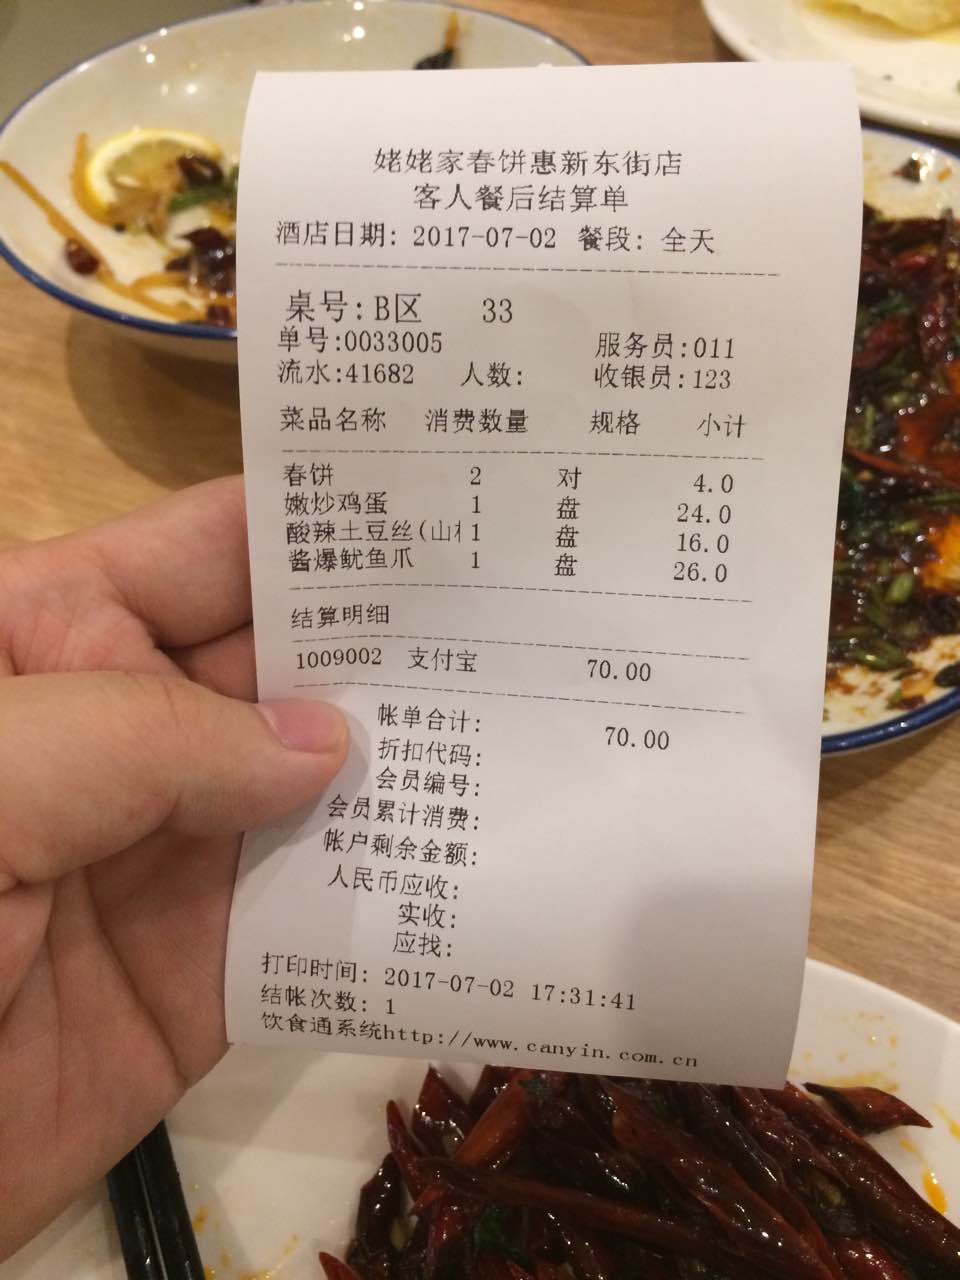 姥姥家春饼惠新东街店
客人餐后结算单
酒店日期: 2017-07-02 餐段: 全天
桌号: B区 33
单号:0033005 服务员:011
流水:41682 人数: 收银员:123
菜品名称 消费数量 规格 小计
春饼 2 对 4.0
嫩炒鸡蛋 1 盘 24.0
酸辣土豆丝(山 1 盘 16.0
酱爆鱿鱼爪 1 盘 26.0
结算明细
1009002 支付宝 70.00
帐单合计: 70.00
折扣代码:
会员编号:
会员累计消费:
帐户剩余金额:
人民币应收:
实收:
应找:
打印时间: 2017-07-02 17:31:41
结帐次数: 1
饮食通系统http://www.canyin.com.cn